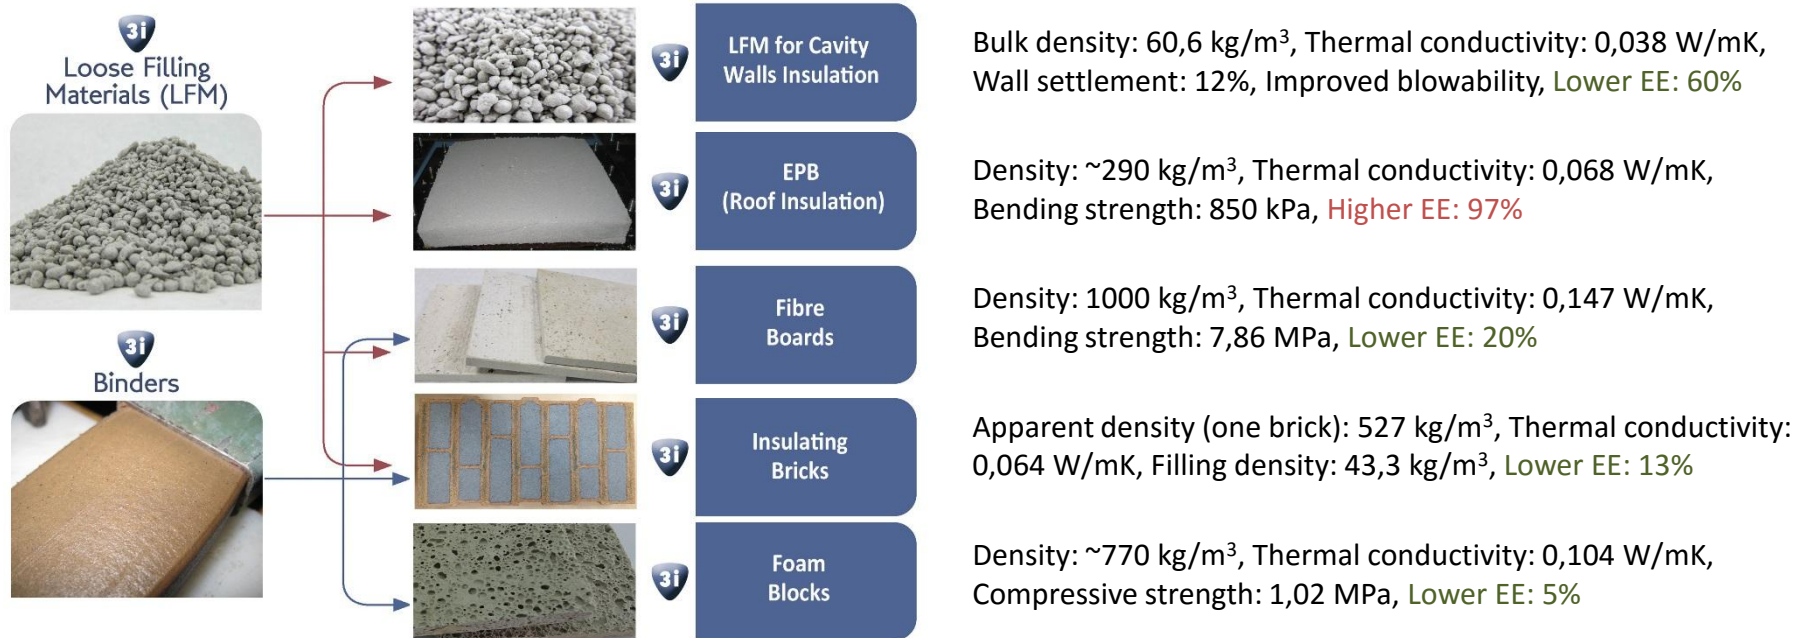 3i
Loose Filling
Materials (LFM)
3i
Binders
3i
LFM for Cavity
Walls Insulation
Bulk density: 60,6 kg/m³, Thermal conductivity: 0,038 W/mK,
Wall settlement: 12%, Improved blowability, Lower EE: 60%
3i
EPB
(Roof Insulation)
Density: ~290 kg/m³, Thermal conductivity: 0,068 W/mK,
Bending strength: 850 kPa, Higher EE: 97%
3i
Fibre
Boards
Density: 1000 kg/m³, Thermal conductivity: 0,147 W/mK,
Bending strength: 7,86 MPa, Lower EE: 20%
3i
Insulating
Bricks
Apparent density (one brick): 527 kg/m³, Thermal conductivity:
0,064 W/mK, Filling density: 43,3 kg/m³, Lower EE: 13%
3i
Foam
Blocks
Density: ~770 kg/m³, Thermal conductivity: 0,104 W/mK,
Compressive strength: 1,02 MPa, Lower EE: 5%